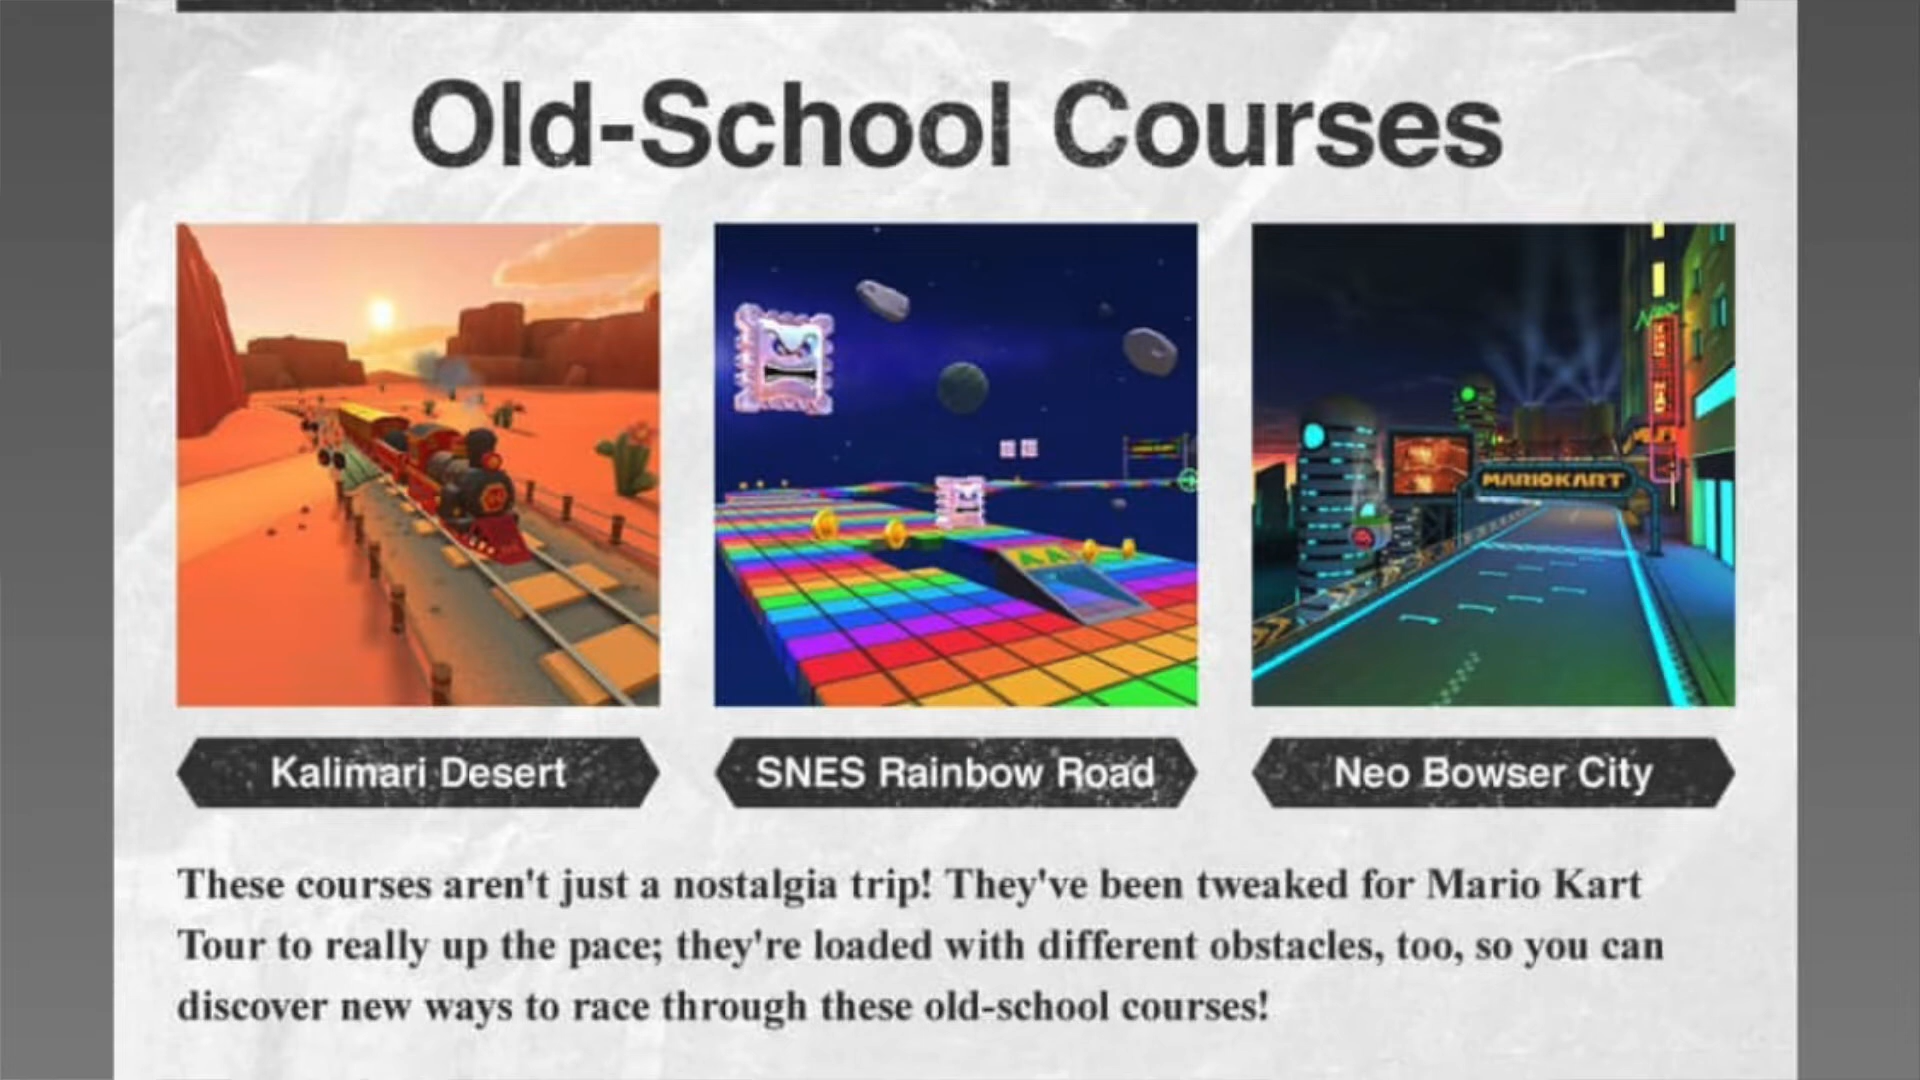 Old-School Courses
MARIOKART
Kalimari Desert
SNES Rainbow Road
Neo Bowser City
These courses aren't just a nostalgia trip! They've been tweaked for Mario Kart
Tour to really up the pace; they're loaded with different obstacles, too, so you can
discover new ways to race through these old-school courses!